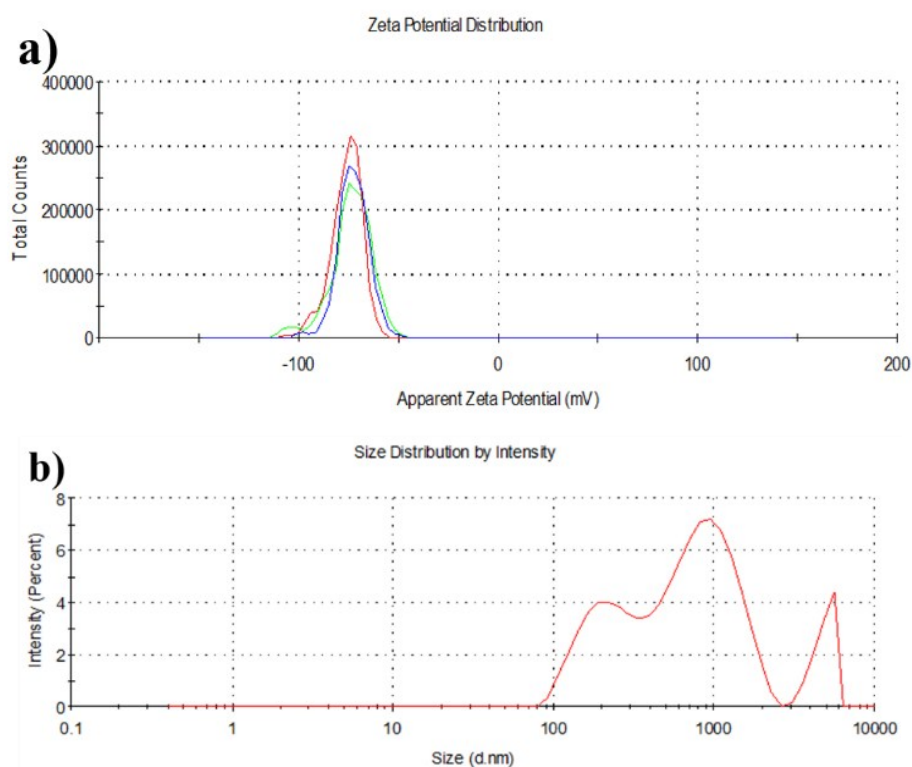 a)
Zeta Potential Distribution
400000
300000
200000
100000
0
Total Counts
-100 0 100 200
Apparent Zeta Potential (mV)
b)
Size Distribution by Intensity
8
6
4
2
0
Intensity (Percent)
0.1 1 10 100 1000 10000
Size (d.nm)